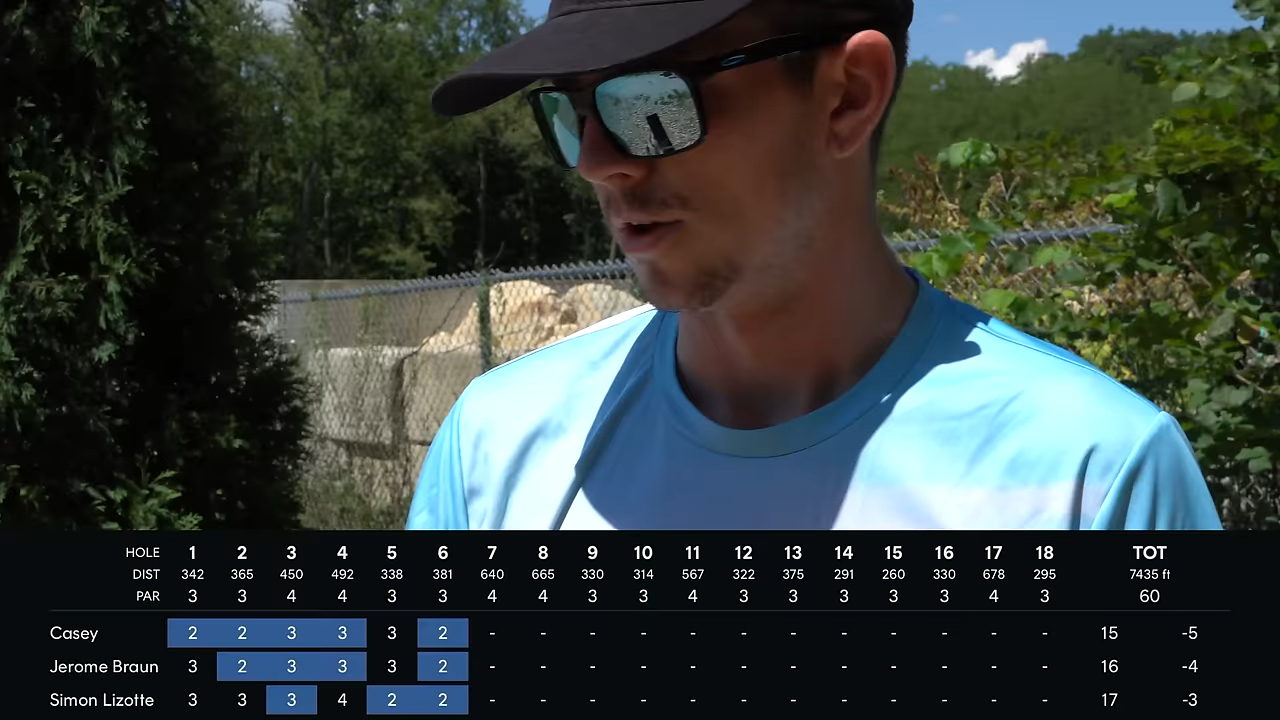 HOLE 1 2 3 4 5 6 7 8 9 10 11 12 13 14 15 16 17 18 TOT
DIST 342 365 450 492 338 381 640 665 330 314 567 322 375 291 260 330 678 295 7435 ft
PAR 3 3 4 4 3 3 4 4 3 3 4 3 3 3 3 3 4 3 60
Casey 2 2 3 3 3 2 - - - - - - - - - - - - 15 -5
Jerome Braun 3 2 3 3 3 2 - - - - - - - - - - - - 16 -4
Simon Lizotte 3 3 3 4 2 2 - - - - - - - - - - - - 17 -3